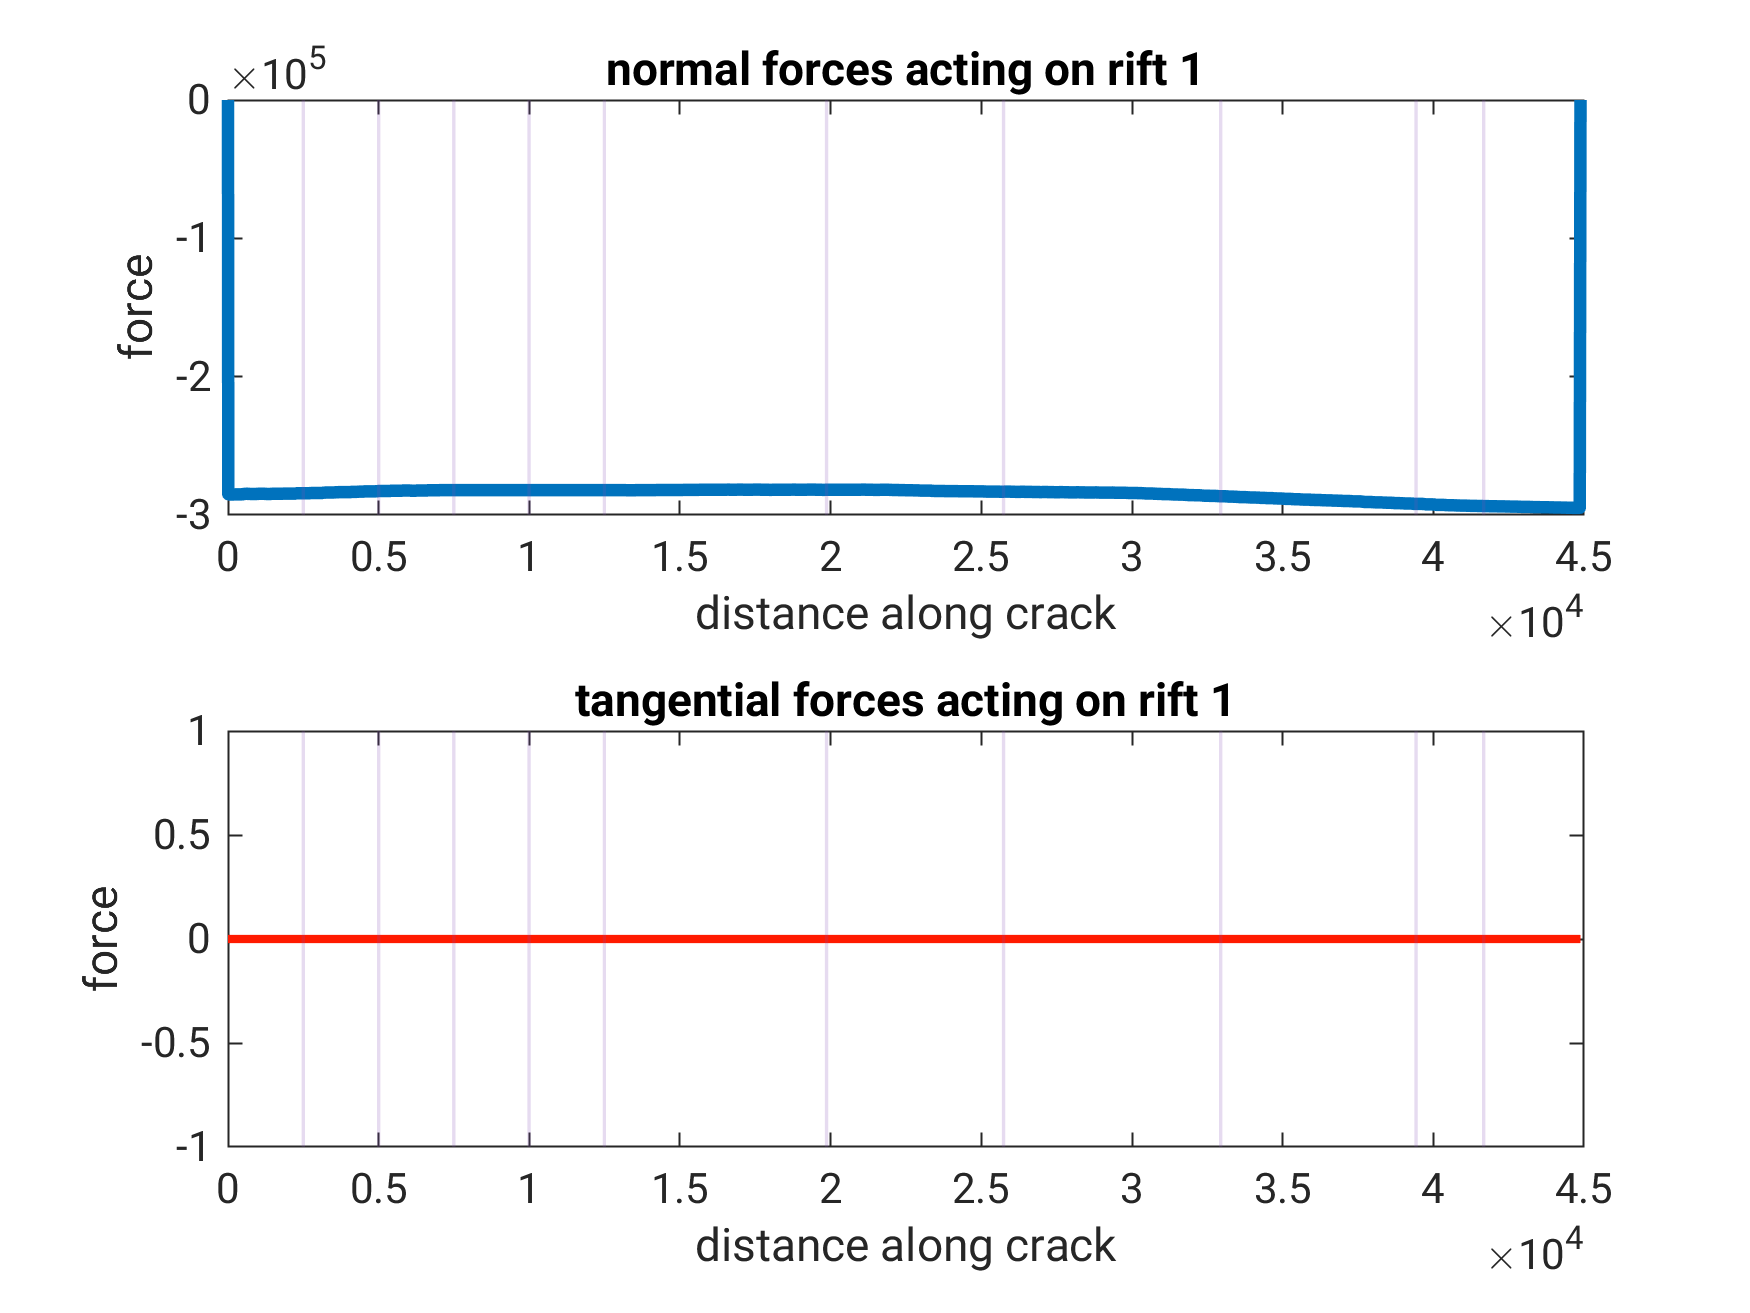 ×10^5
normal forces acting on rift 1
0
-1
-2
-3
force
0 0.5 1 1.5 2 2.5 3 3.5 4 4.5
distance along crack
×10^4
tangential forces acting on rift 1
1
0.5
0
-0.5
-1
force
0 0.5 1 1.5 2 2.5 3 3.5 4 4.5
distance along crack
×10^4